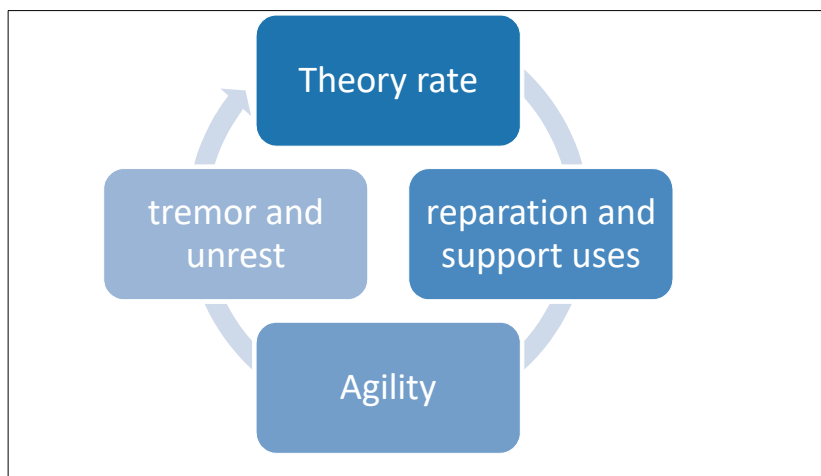 Theory rate
reparation and
support uses
Agility
tremor and
unrest